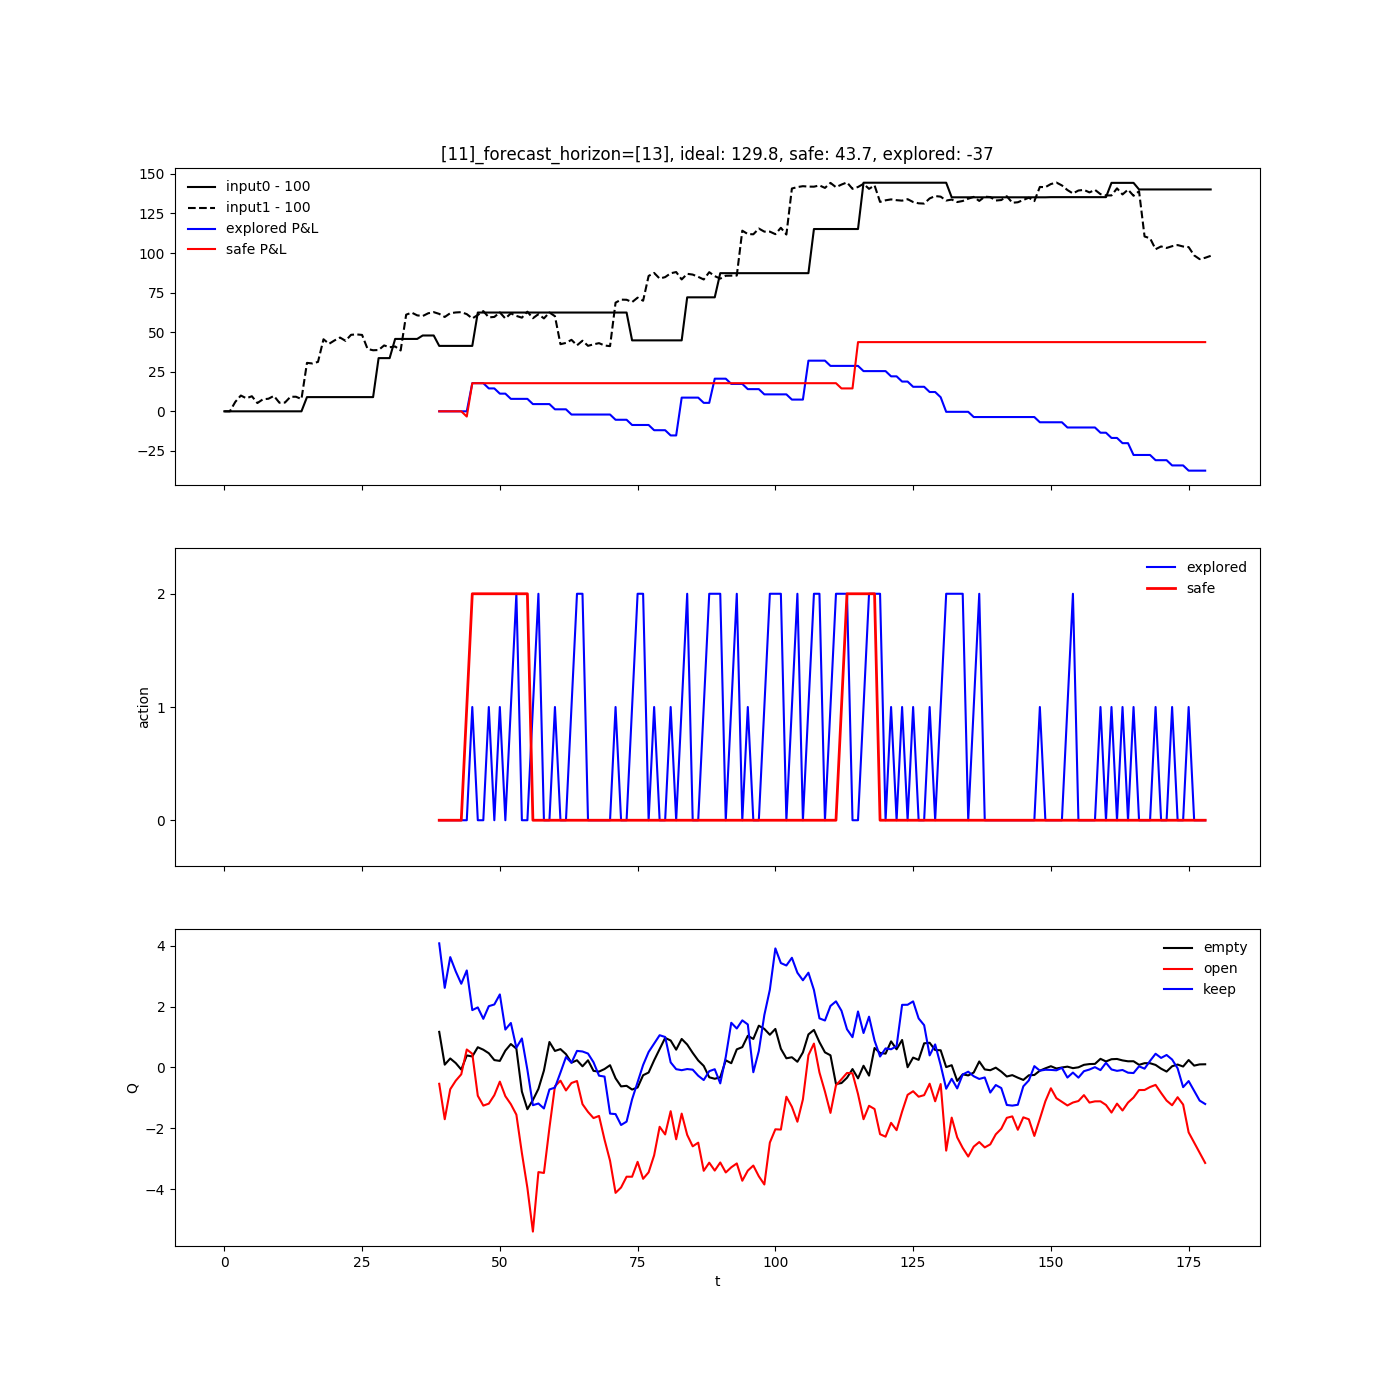 [11]_forecast_horizon=[13], ideal: 129.8, safe: 43.7, explored: -37
150
125
100
75
50
25
0
−25
input0 - 100
input1 - 100
explored P&L
safe P&L
action
2
1
0
explored
safe
Q
4
2
0
−2
−4
empty
open
keep
0 25 50 75 100 125 150 175
t